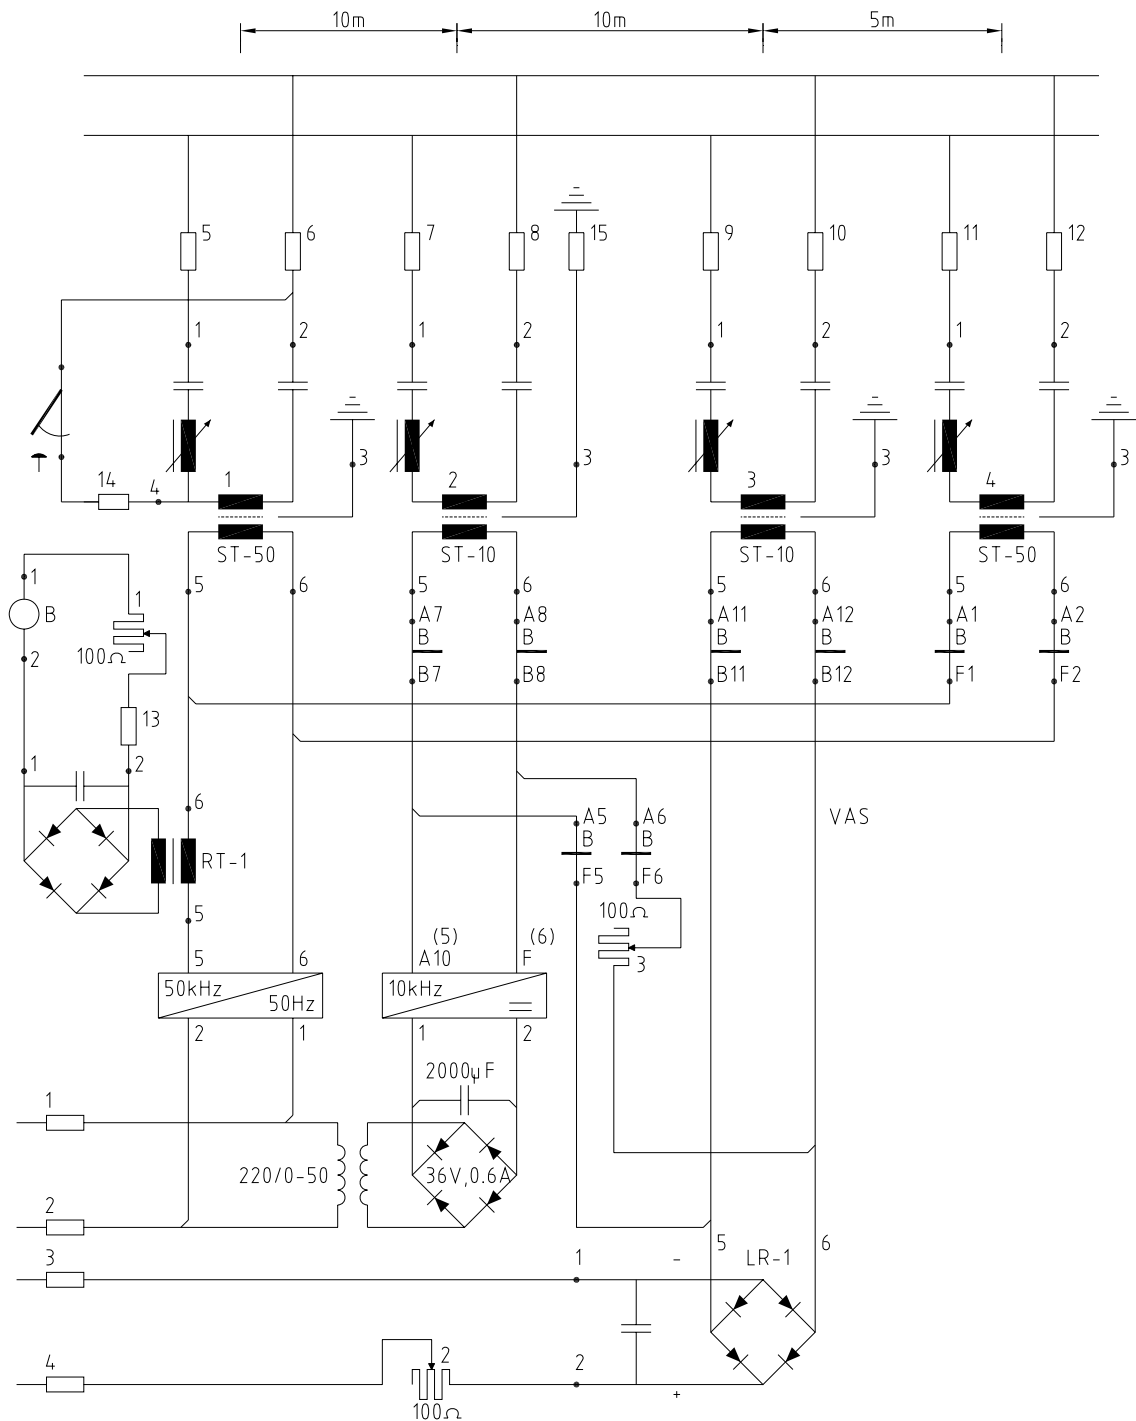 10m 10m 5m
5 6 7 8 15 9 10 11 12
1 2 1 2 1 2 1 2
14 4 1 3 2 3 3 3 4 3
ST-50 ST-10 ST-10 ST-50
1 5 6 5 6 5 6 5 6
B 1 A7 A8 A11 A12 A1 A2
B B B B B B
100Ω
2 B7 B8 B11 B12 F1 F2
13
1 2
6 A5 A6 VAS
B B
RT-1 F5 F6
5 100Ω
(5) (6)
5 6 A10 F 3
50kHz 10kHz
50Hz
2 1 1 2
2000μF
1
220/0-50 36V,0.6A
2
5 6
3 1 - LR-1
4 2 2
+
100Ω